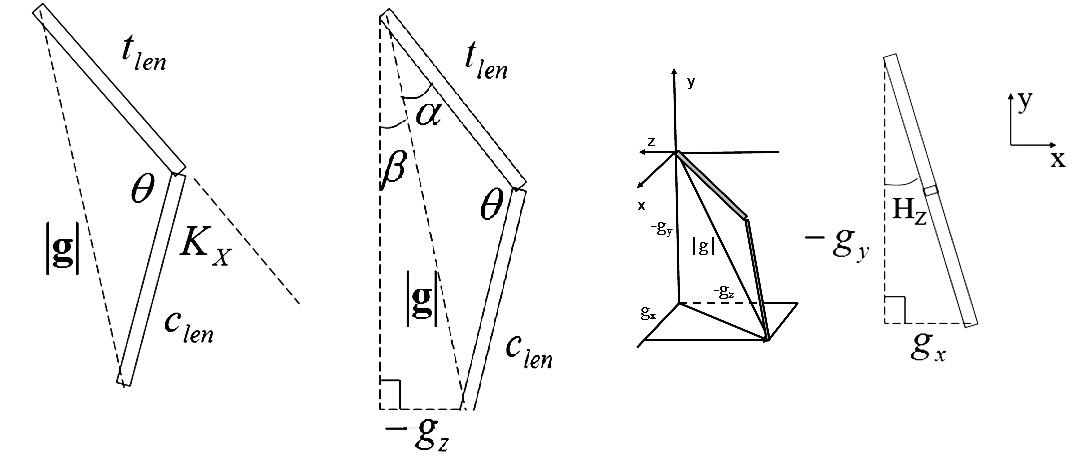 t_len
θ
|g|
K_X
c_len
t_len
α
β
θ
|g|
c_len
-g_z
y
z
x
-g_y
|g|
-g_z
g_x
-g_y
H_Z
g_x
y
x